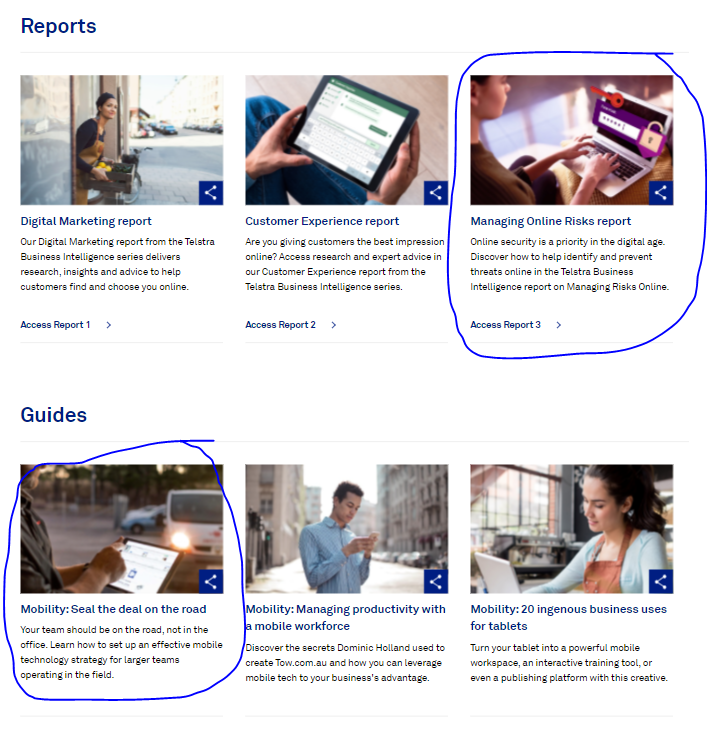 Reports
Digital Marketing report
Our Digital Marketing report from the Telstra
Business Intelligence series delivers
research, insights and advice to help
customers find and choose you online.
Access Report 1
Customer Experience report
Are you giving customers the best impression
online? Access research and expert advice in
our Customer Experience report from the
Telstra Business Intelligence series.
Access Report 2
Managing Online Risks report
Online security is a priority in the digital age.
Discover how to help identify and prevent
threats online in the Telstra Business
Intelligence report on Managing Risks Online.
Access Report 3
Guides
Mobility: Seal the deal on the road
Your team should be on the road, not in the
office. Learn how to set up an effective mobile
technology strategy for larger teams
operating in the field.
Mobility: Managing productivity with
a mobile workforce
Discover the secrets Dominic Holland used to
create Tow.com.au and how you can leverage
mobile tech to your business's advantage.
Mobility: 20 ingenous business uses
for tablets
Turn your tablet into a powerful mobile
workspace, an interactive training tool, or
even a publishing platform with this creative.